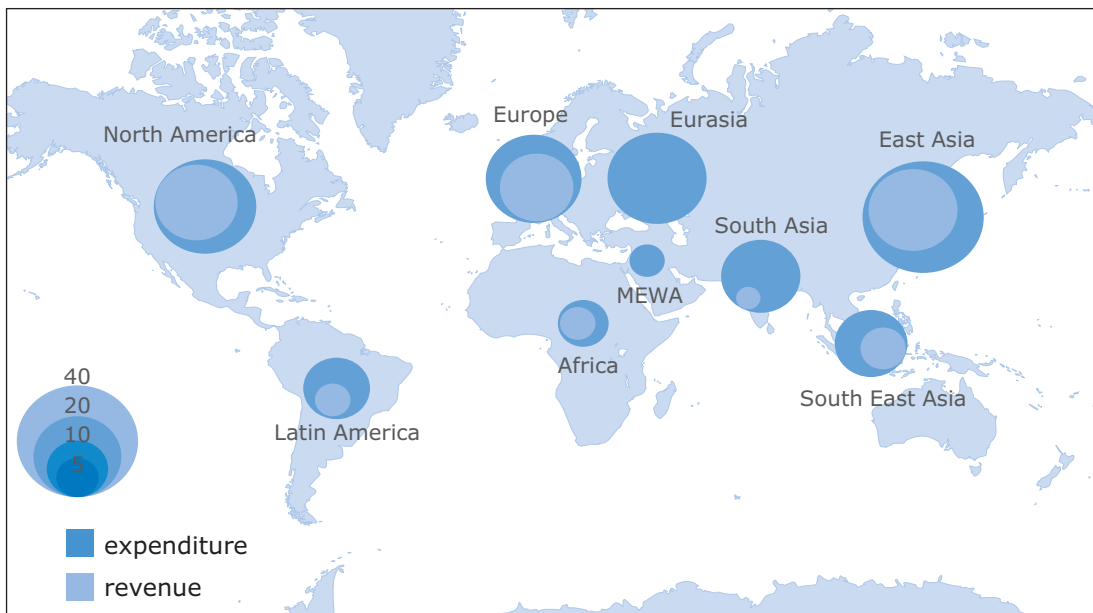 Europe
Eurasia
North America
East Asia
South Asia
MEWA
Africa
South East Asia
Latin America
40
20
10
5
expenditure
revenue